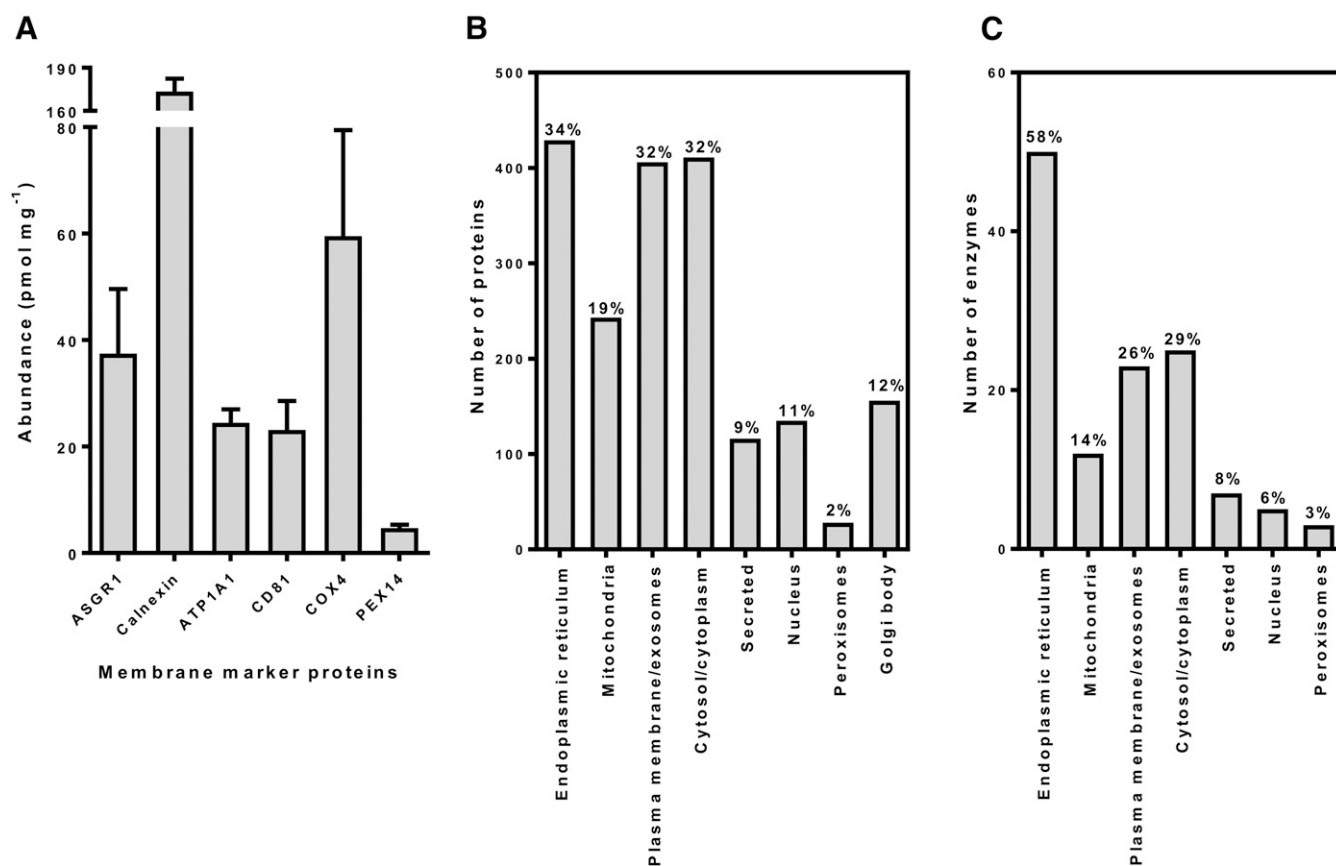 A
Abundance (pmol mg⁻¹)
190
160
80
60
40
20
0
ASGR1
Calnexin
ATP1A1
CD81
COX4
PEX14
Membrane marker proteins
B
Number of proteins
500
400
300
200
100
0
34%
19%
32%
32%
9%
11%
2%
12%
Endoplasmic reticulum
Mitochondria
Plasma membrane/exosomes
Cytosol/cytoplasm
Secreted
Nucleus
Peroxisomes
Golgi body
C
Number of enzymes
60
40
20
0
58%
14%
26%
29%
8%
6%
3%
Endoplasmic reticulum
Mitochondria
Plasma membrane/exosomes
Cytosol/cytoplasm
Secreted
Nucleus
Peroxisomes